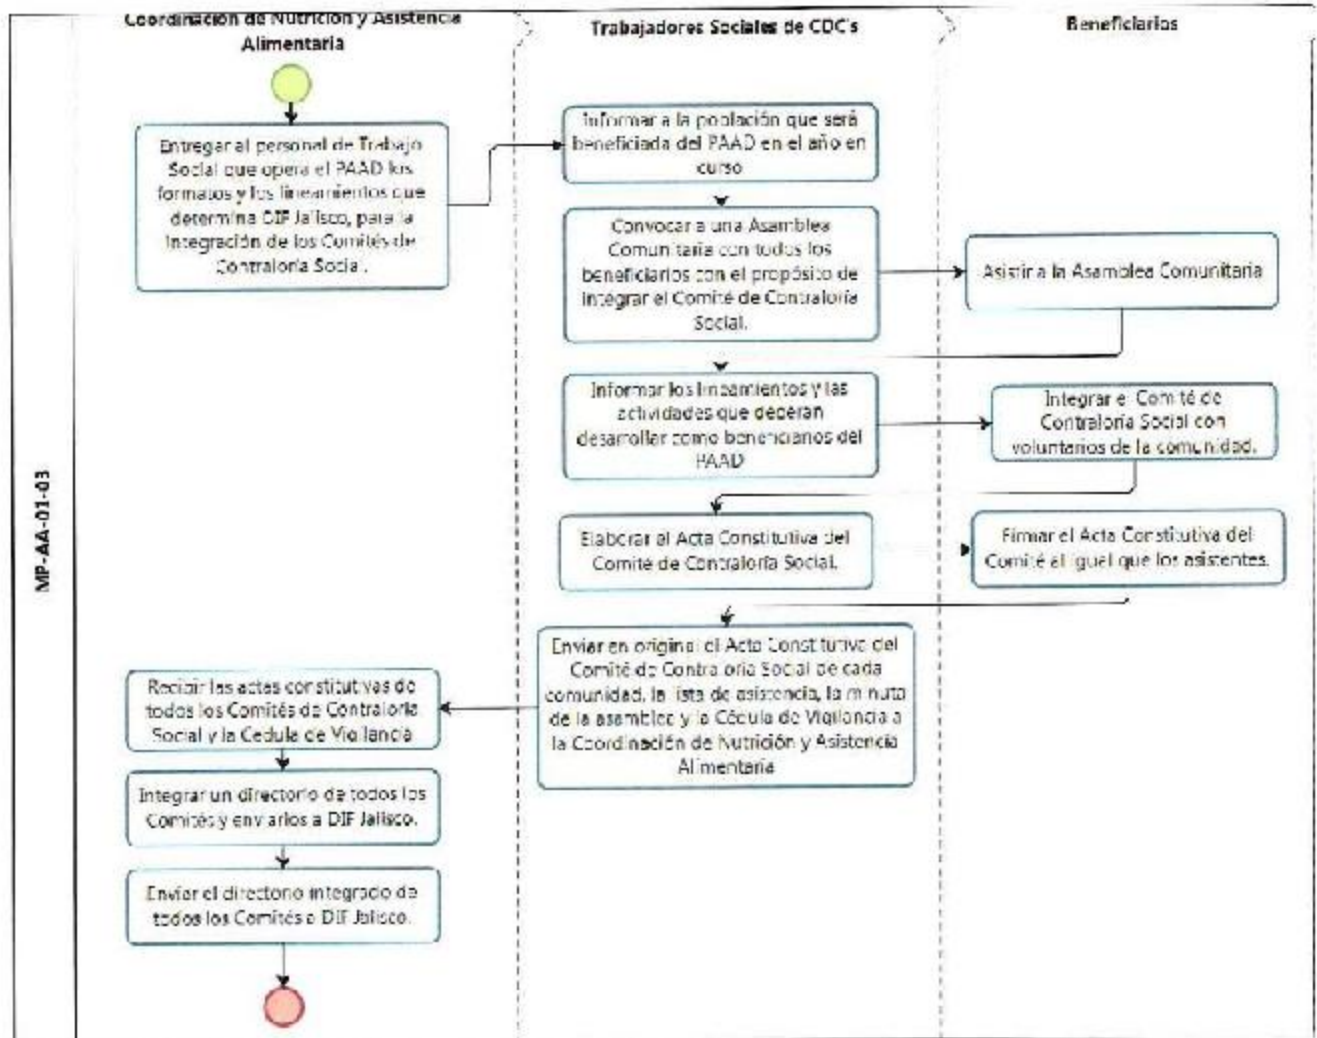 Coordinación de Nutrición y Asistencia
Alimentaria
Trabajadores Sociales de CDC's
Beneficiarios
MP-AA-01-03
Entregar al personal de Trabajo
Social que opera el PAAD los
formatos y los lineamientos que
determina DIF Jalisco, para la
integración de los Comités de
Contraloría Social.
Informar a la población que será
beneficiada del PAAD en el año en
curso
Convocar a una Asamblea
Comunitaria con todos los
beneficiarios con el propósito de
integrar el Comité de Contraloría
Social.
Asistir a la Asamblea Comunitaria
Informar los lineamientos y las
actividades que deberán
desarrollar como beneficiarios del
PAAD
Integrar el Comité de
Contraloría Social con
voluntarios de la comunidad.
Elaborar el Acta Constitutiva del
Comité de Contraloría Social.
Firmar el Acta Constitutiva del
Comité al igual que los asistentes.
Enviar en original el Acta Constitutiva del
Comité de Contraloría Social de cada
comunidad, la lista de asistencia, la minuta
de la asamblea y la Cédula de Vigilancia a
la Coordinación de Nutrición y Asistencia
Alimentaria
Recibir las actas constitutivas de
todos los Comités de Contraloría
Social y la Cedula de Vigilancia
Integrar un directorio de todos los
Comités y enviarlos a DIF Jalisco.
Enviar el directorio integrado de
todos los Comités a DIF Jalisco.